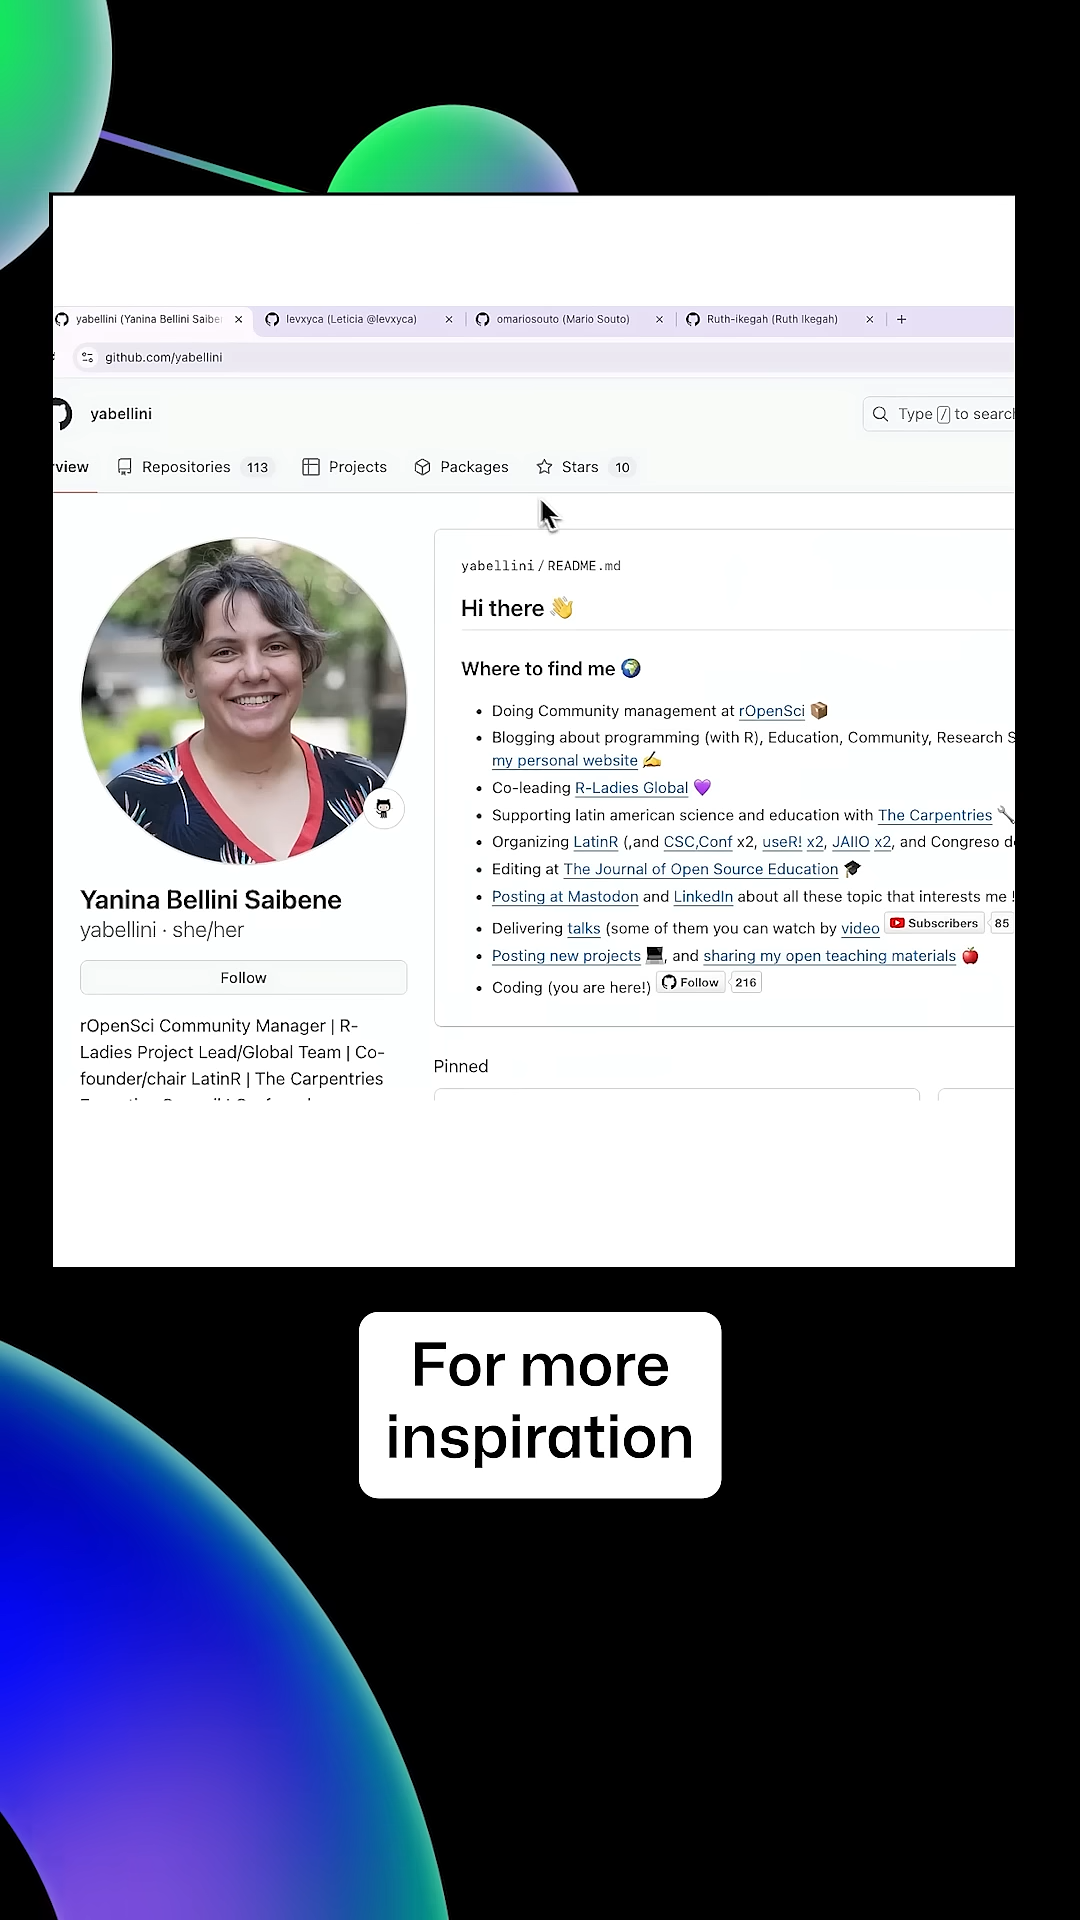 yabellini (Yanina Bellini Saibe
levxyca (Leticia @levxyca)
omariosouto (Mario Souto)
Ruth-ikegah (Ruth Ikegah)
github.com/yabellini
yabellini
Type / to search
view
Repositories 113
Projects
Packages
Stars 10
yabellini / README.md
Hi there 👋
Where to find me 🌍
• Doing Community management at rOpenSci 📦
• Blogging about programming (with R), Education, Community, Research S
my personal website ✍️
• Co-leading R-Ladies Global 💜
• Supporting latin american science and education with The Carpentries 🔧
• Organizing LatinR (,and CSC,Conf x2, useR! x2, JAIIO x2, and Congreso d
• Editing at The Journal of Open Source Education 🎓
• Posting at Mastodon and LinkedIn about all these topic that interests me !
• Delivering talks (some of them you can watch by video Subscribers 85
• Posting new projects 💻, and sharing my open teaching materials 🍎
• Coding (you are here!) Follow 216
Pinned
Yanina Bellini Saibene
yabellini · she/her
Follow
rOpenSci Community Manager | R-
Ladies Project Lead/Global Team | Co-
founder/chair LatinR | The Carpentries
For more
inspiration